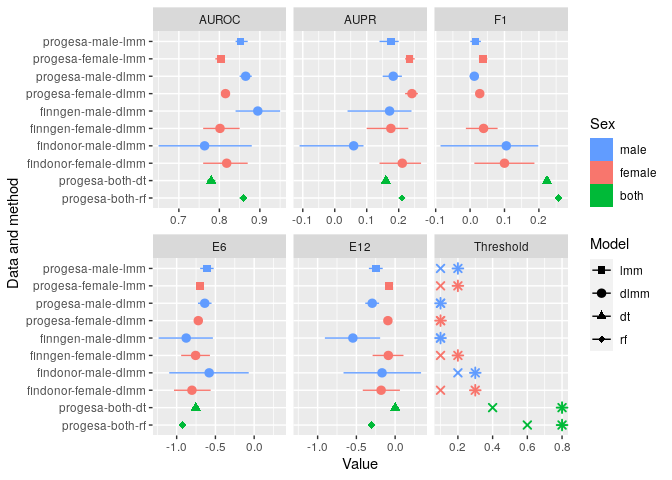 AUROC AUPR F1
progesa-male-lmm
progesa-female-lmm
progesa-male-dlmm
progesa-female-dlmm
finngen-male-dlmm
finngen-female-dlmm
findonor-male-dlmm
findonor-female-dlmm
progesa-both-dt
progesa-both-rf
0.7 0.8 0.9 -0.1 0.0 0.1 0.2 -0.1 0.0 0.1 0.2
E6 E12 Threshold
progesa-male-lmm
progesa-female-lmm
progesa-male-dlmm
progesa-female-dlmm
finngen-male-dlmm
finngen-female-dlmm
findonor-male-dlmm
findonor-female-dlmm
progesa-both-dt
progesa-both-rf
-1.0 -0.5 0.0 -1.0 -0.5 0.0 0.2 0.4 0.6 0.8
Value
Data and method
Sex
male
female
both
Model
lmm
dlmm
dt
rf